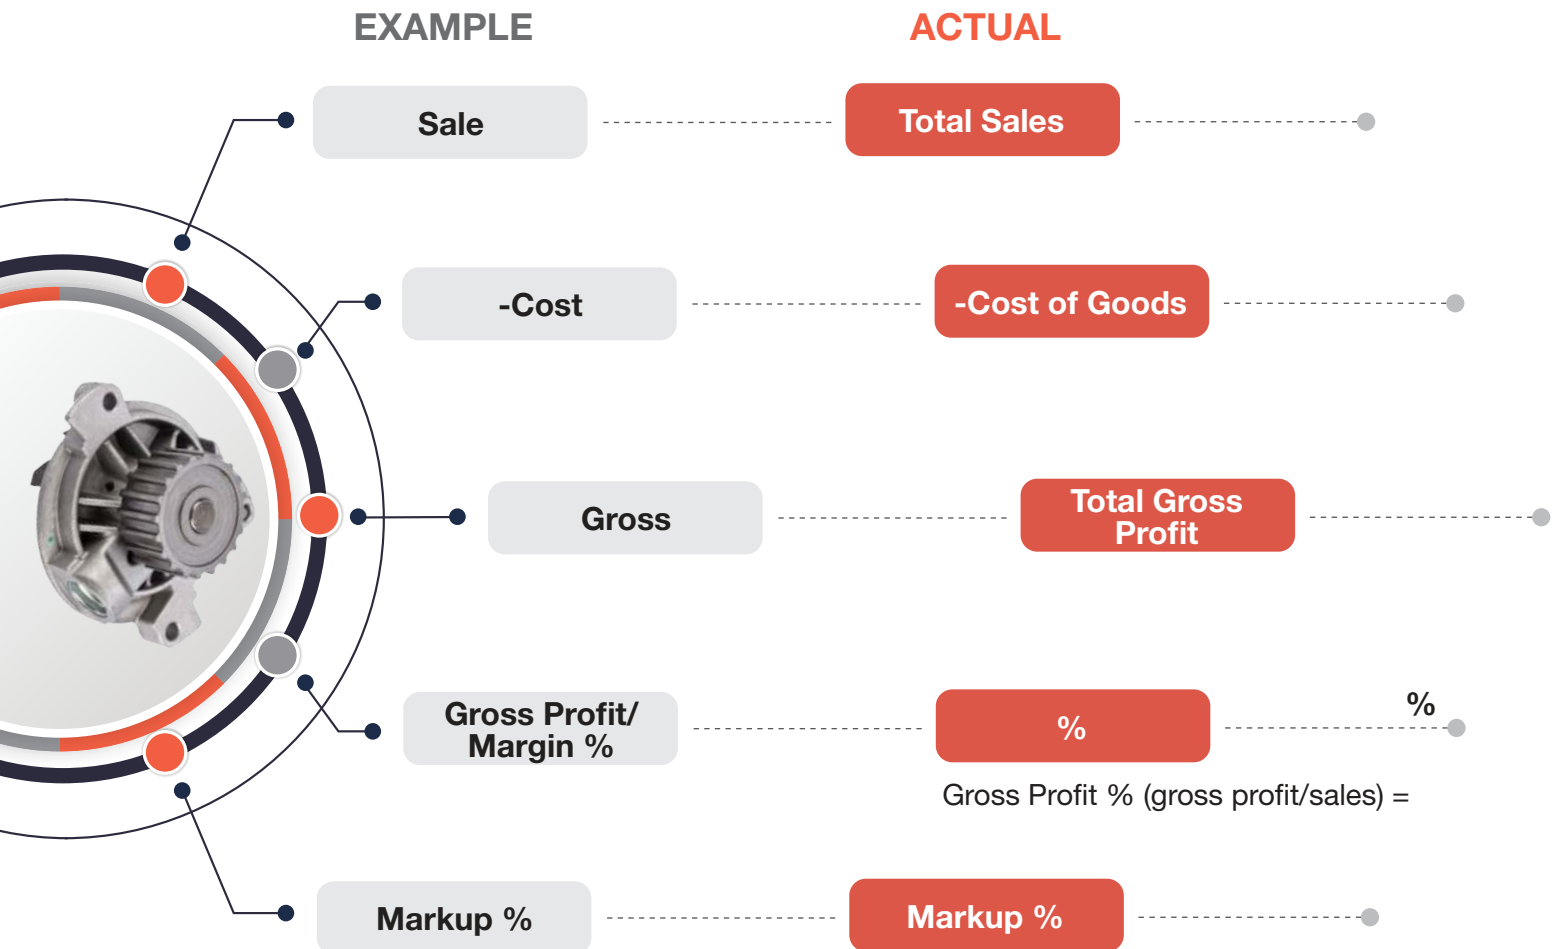 EXAMPLE
ACTUAL
Sale
Total Sales
-Cost
-Cost of Goods
Gross
Total Gross
Profit
Gross Profit/
Margin %
%
%
Gross Profit % (gross profit/sales) =
Markup %
Markup %